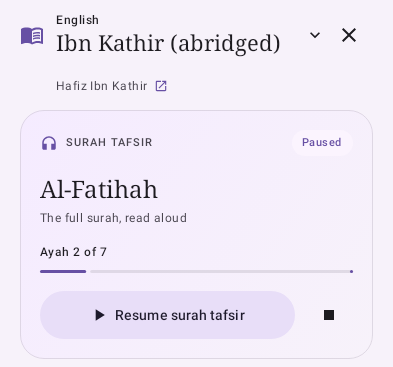 English
Ibn Kathir (abridged)
Hafiz Ibn Kathir
SURAH TAFSIR
Paused
Al-Fatihah
The full surah, read aloud
Ayah 2 of 7
Resume surah tafsir